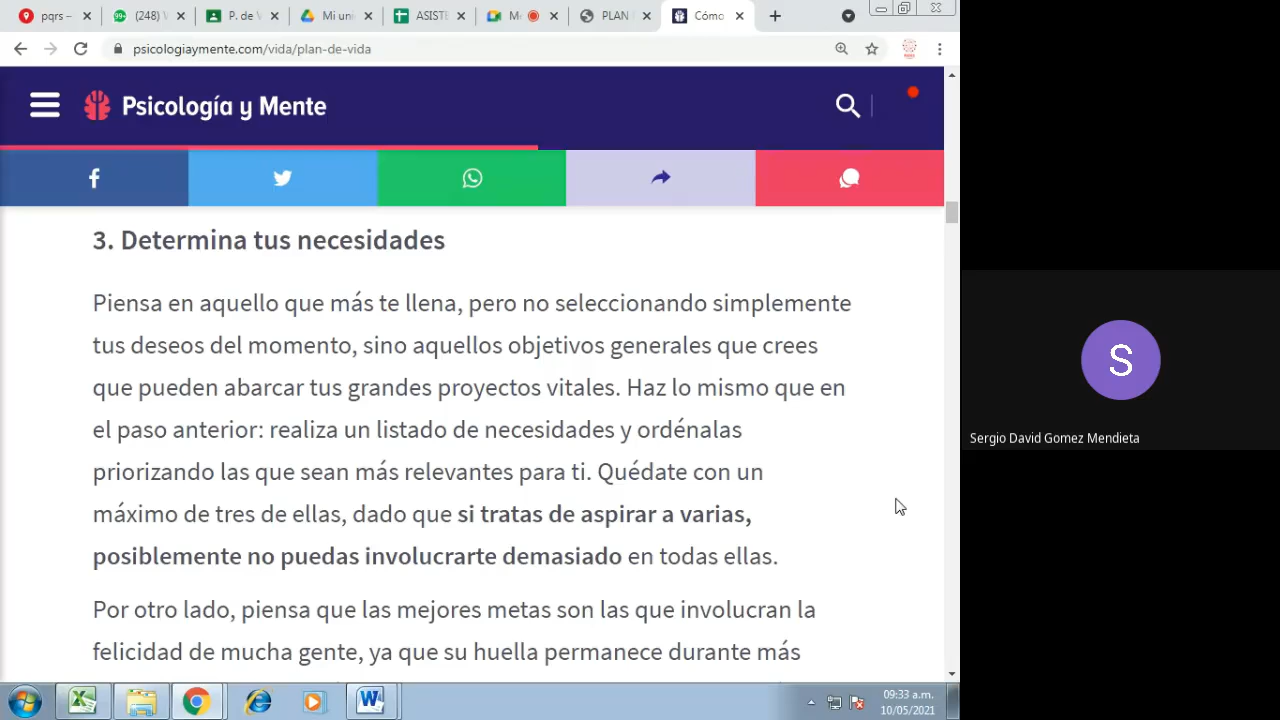 pqrs -
(248) V
P. de V
Mi uni
ASISTE
Me
PLAN
Cómo
psicologiaymente.com/vida/plan-de-vida
Psicología y Mente
3. Determina tus necesidades
Piensa en aquello que más te llena, pero no seleccionando simplemente
tus deseos del momento, sino aquellos objetivos generales que crees
que pueden abarcar tus grandes proyectos vitales. Haz lo mismo que en
el paso anterior: realiza un listado de necesidades y ordénalas
priorizando las que sean más relevantes para ti. Quédate con un
máximo de tres de ellas, dado que si tratas de aspirar a varias,
posiblemente no puedas involucrarte demasiado en todas ellas.
Por otro lado, piensa que las mejores metas son las que involucran la
felicidad de mucha gente, ya que su huella permanece durante más
S
Sergio David Gomez Mendieta
09:33 a.m.
10/05/2021